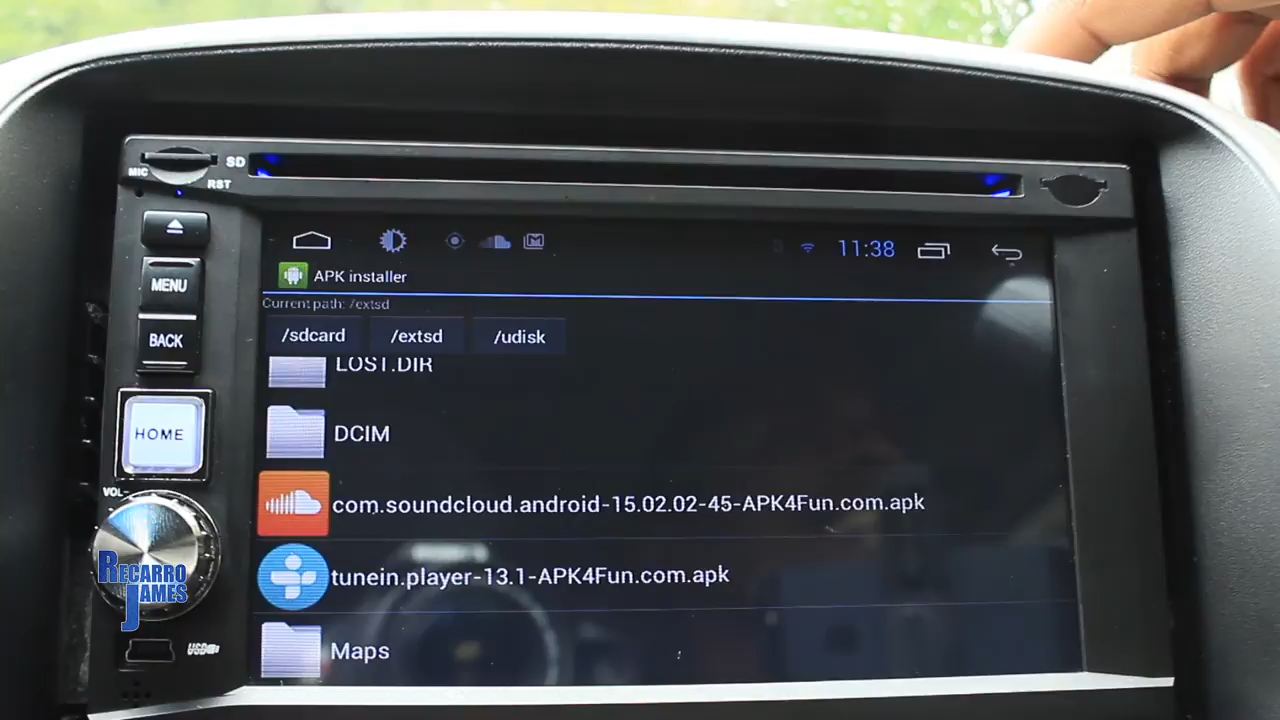 SD
MIC
RST
MENU
BACK
HOME
VOL-
USB
11:38
APK installer
Current path: /extsd
/sdcard
/extsd
/udisk
LOST.DIR
DCIM
com.soundcloud.android-15.02.02-45-APK4Fun.com.apk
tunein.player-13.1-APK4Fun.com.apk
Maps
RECARRO
JAMES